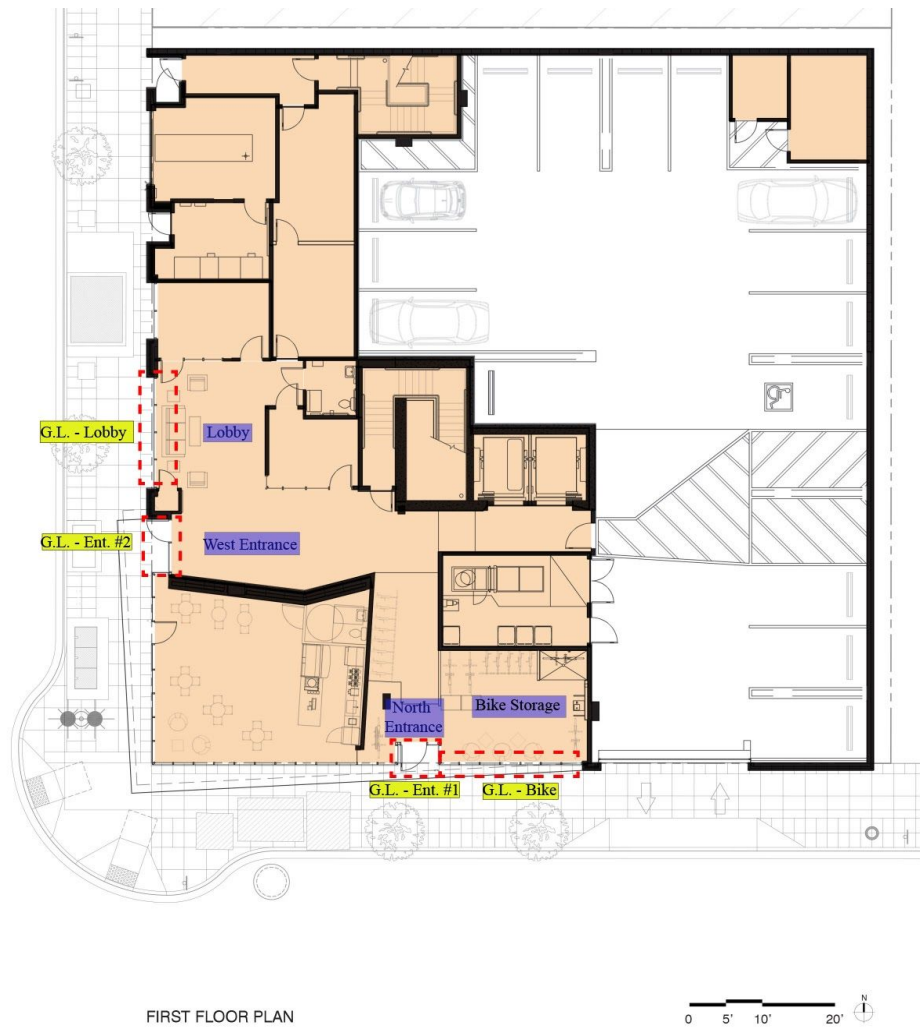 G.L. - Lobby
Lobby
G.L. - Ent. #2
West Entrance
North
Entrance
Bike Storage
G.L. - Ent. #1
G.L. - Bike
FIRST FLOOR PLAN
0 5' 10' 20'
N